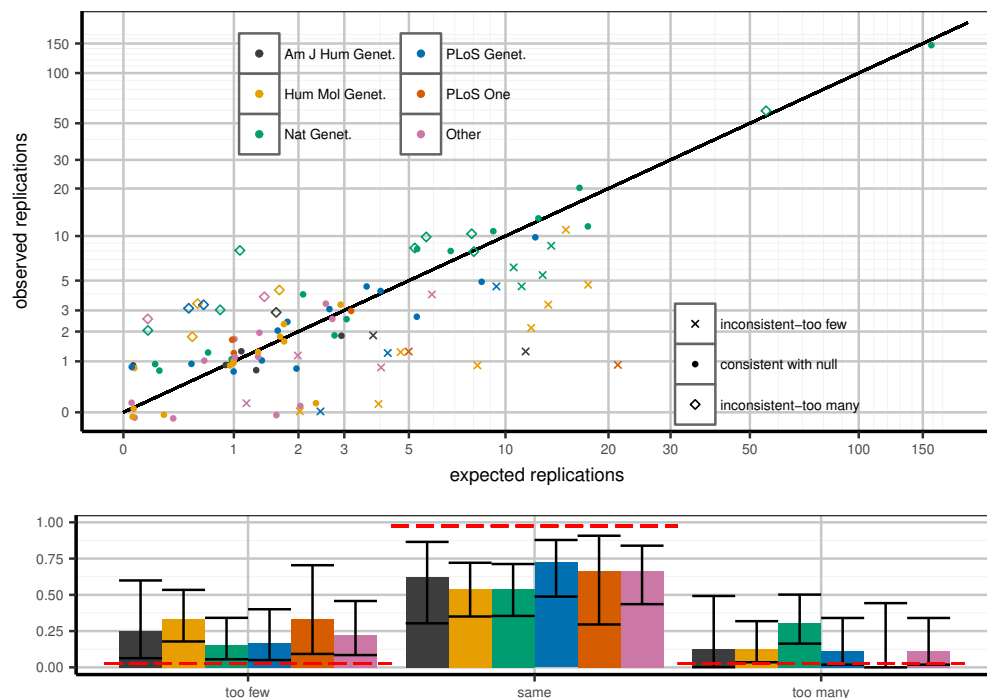 observed replications
150
100
50
30
20
10
5
3
2
1
0
Am J Hum Genet.
Hum Mol Genet.
Nat Genet.
PLoS Genet.
PLoS One
Other
inconsistent−too few
consistent with null
inconsistent−too many
0 1 2 3 5 10 20 30 50 100 150
expected replications
1.00
0.75
0.50
0.25
0.00
too few same too many